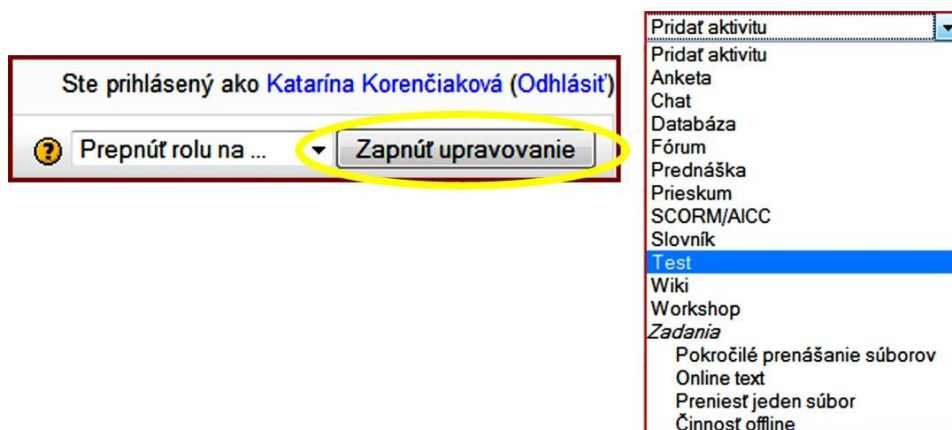 Ste prihlásený ako Katarína Korenčiaková (Odhlásiť)
Prepnúť rolu na ... Zapnúť upravovanie
Pridať aktivitu
Pridať aktivitu
Anketa
Chat
Databáza
Fórum
Prednáška
Prieskum
SCORM/AICC
Slovník
Test
Wiki
Workshop
Zadania
Pokročilé prenášanie súborov
Online text
Preniesť jeden súbor
Činnosť offline